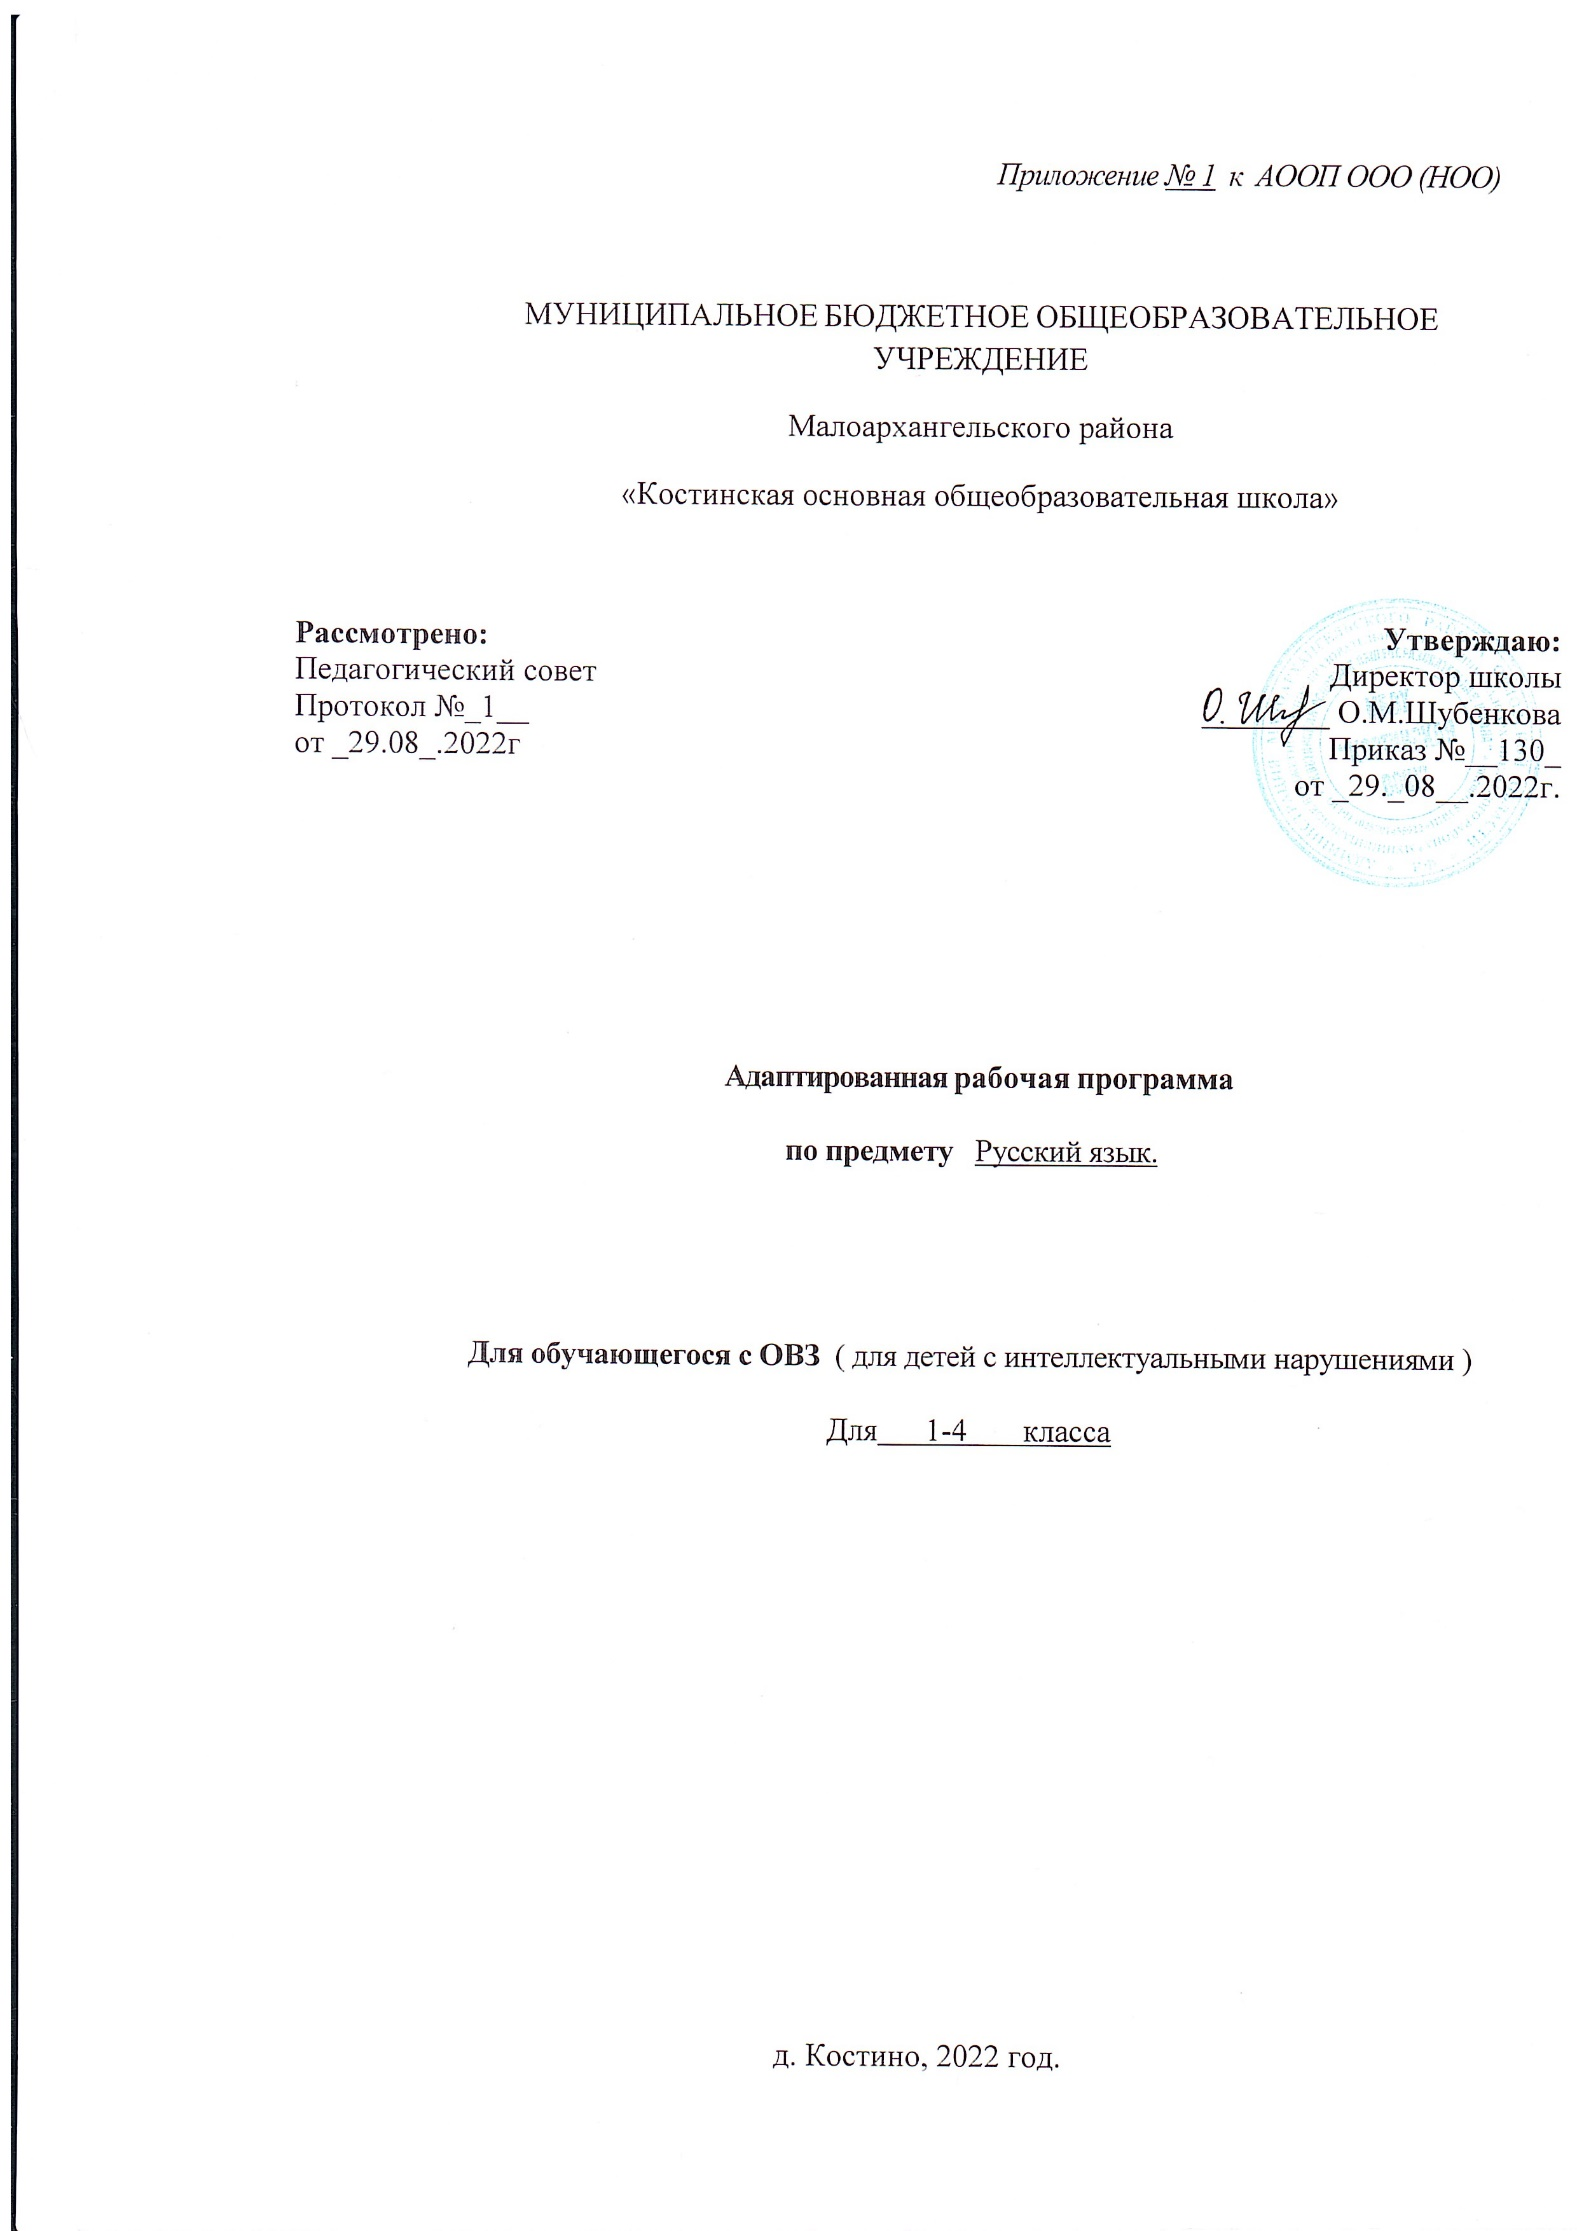 Приложение № 1 к АООП ООО (НОО)
МУНИЦИПАЛЬНОЕ БЮДЖЕТНОЕ ОБЩЕОБРАЗОВАТЕЛЬНОЕ
УЧРЕЖДЕНИЕ
Малоархангельского района
«Костинская основная общеобразовательная школа»
Рассмотрено:
Педагогический совет
Протокол №_1__
от _29.08_.2022г
Утверждаю:
Директор школы
О. Шу О.М.Шубенкова
Приказ №__130_
от _29._08__.2022г.
Адаптированная рабочая программа
по предмету Русский язык.
Для обучающегося с ОВЗ ( для детей с интеллектуальными нарушениями )
Для___1-4___класса
д. Костино, 2022 год.